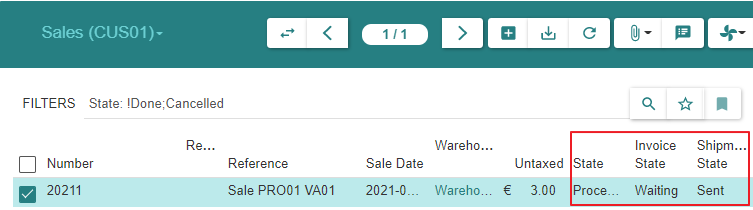 Sales (CUS01)
1 / 1
FILTERS State: !Done;Cancelled
Re... Wareho... Invoice Shipm...
Number Reference Sale Date Untaxed State State State
20211 Sale PRO01 VA01 2021-0... Wareho... € 3.00 Proce... Waiting Sent